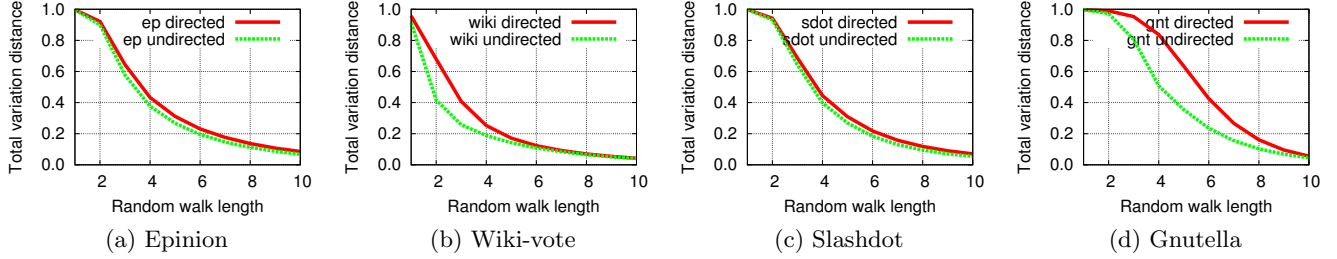 ep directed
ep undirected
Total variation distance
1.0
0.8
0.6
0.4
0.2
0.0
2 4 6 8 10
Random walk length
(a) Epinion
wiki directed
wiki undirected
Total variation distance
1.0
0.8
0.6
0.4
0.2
0.0
2 4 6 8 10
Random walk length
(b) Wiki-vote
sdot directed
sdot undirected
Total variation distance
1.0
0.8
0.6
0.4
0.2
0.0
2 4 6 8 10
Random walk length
(c) Slashdot
gnt directed
gnt undirected
Total variation distance
1.0
0.8
0.6
0.4
0.2
0.0
2 4 6 8 10
Random walk length
(d) Gnutella